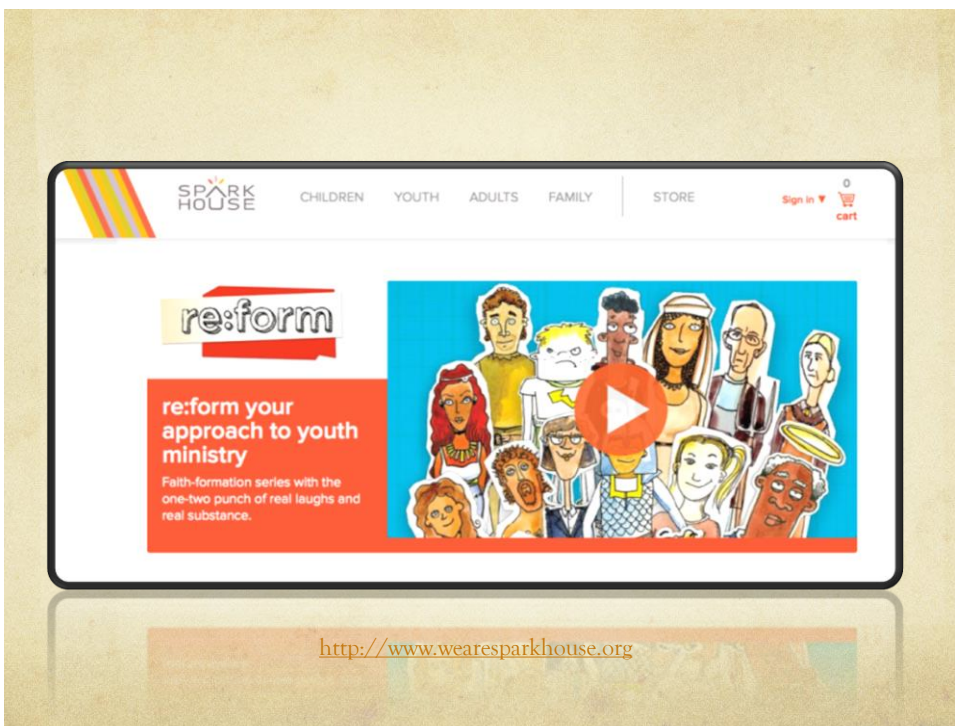 SPARK
HOUSE
CHILDREN YOUTH ADULTS FAMILY STORE
Sign in ▼
0
cart
re:form
re:form your
approach to youth
ministry
Faith-formation series with the
one-two punch of real laughs and
real substance.
http://www.wearesparkhouse.org